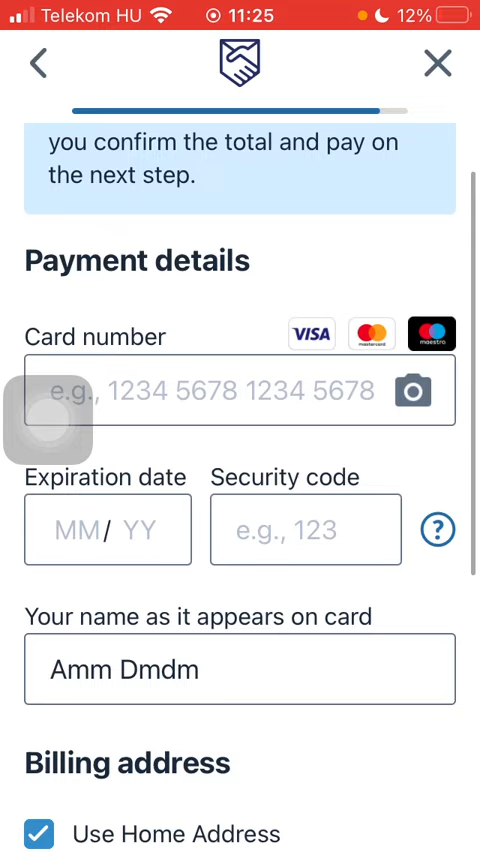 Telekom HU 11:25 12%
you confirm the total and pay on
the next step.
Payment details
Card number VISA mastercard maestro
e.g., 1234 5678 1234 5678
Expiration date Security code
MM/ YY e.g., 123 ?
Your name as it appears on card
Amm Dmdm
Billing address
Use Home Address